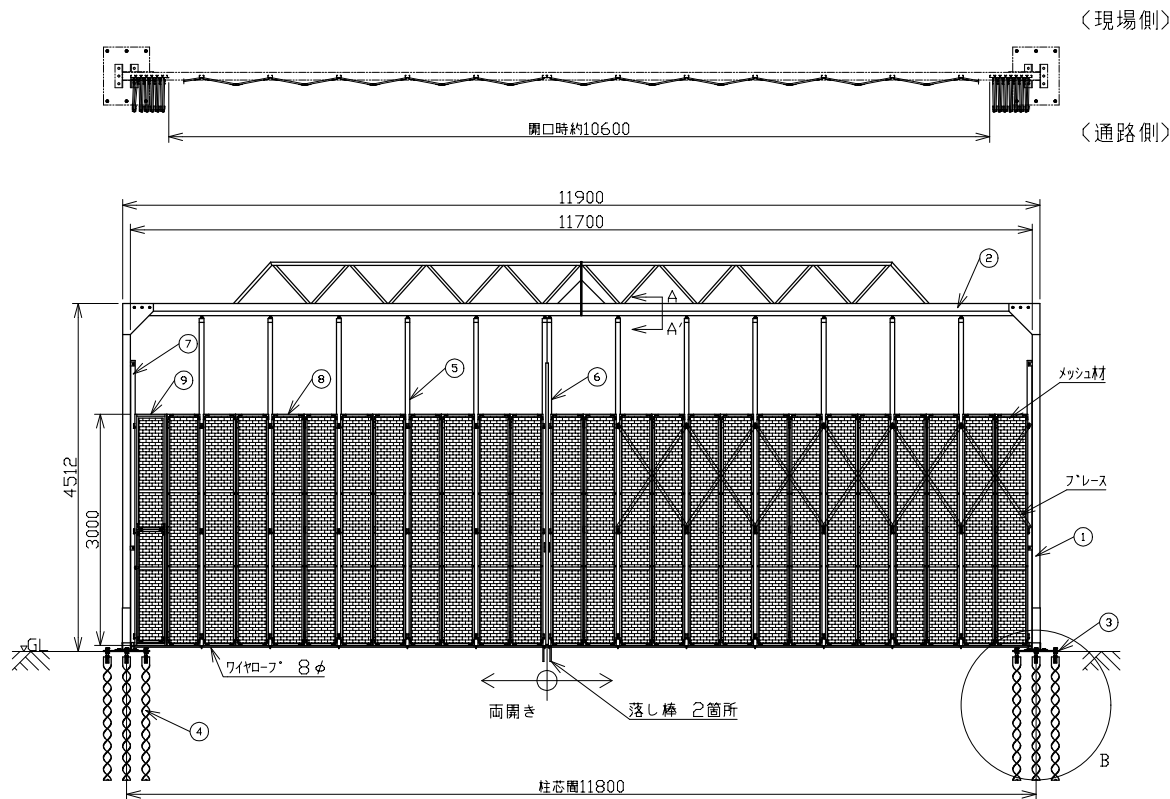 (現場側)
開口時約10600
(通路側)
11900
11700
②
A
A'
⑦
⑨
⑧
⑤
⑥
メッシュ材
4512
3000
ブレース
①
GL
③
ワイヤロープ 8φ
両開き
落し棒 2箇所
④
B
柱芯間11800